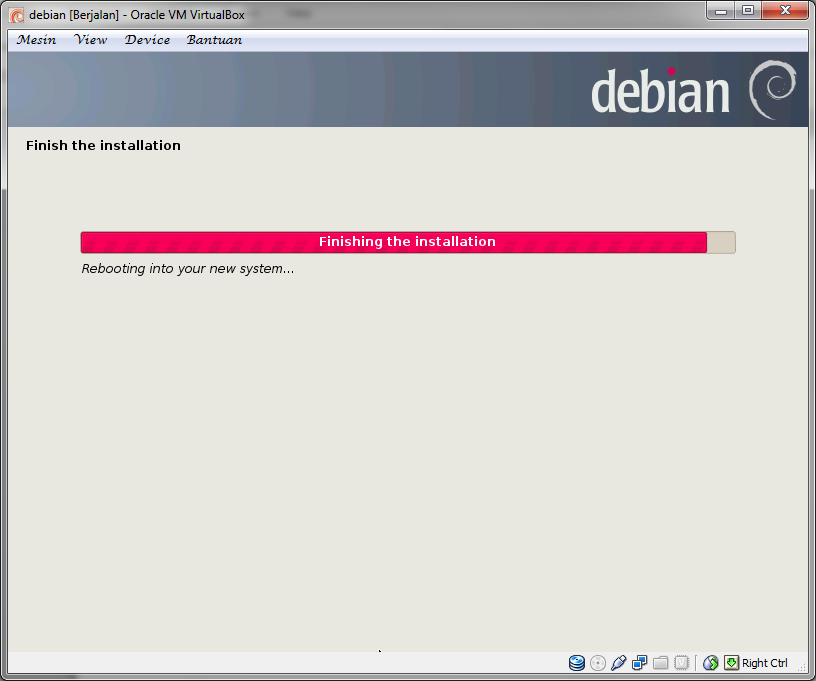 debian [Berjalan] - Oracle VM VirtualBox
Mesin View Device Bantuan
debian
Finish the installation
Finishing the installation
Rebooting into your new system...
Right Ctrl